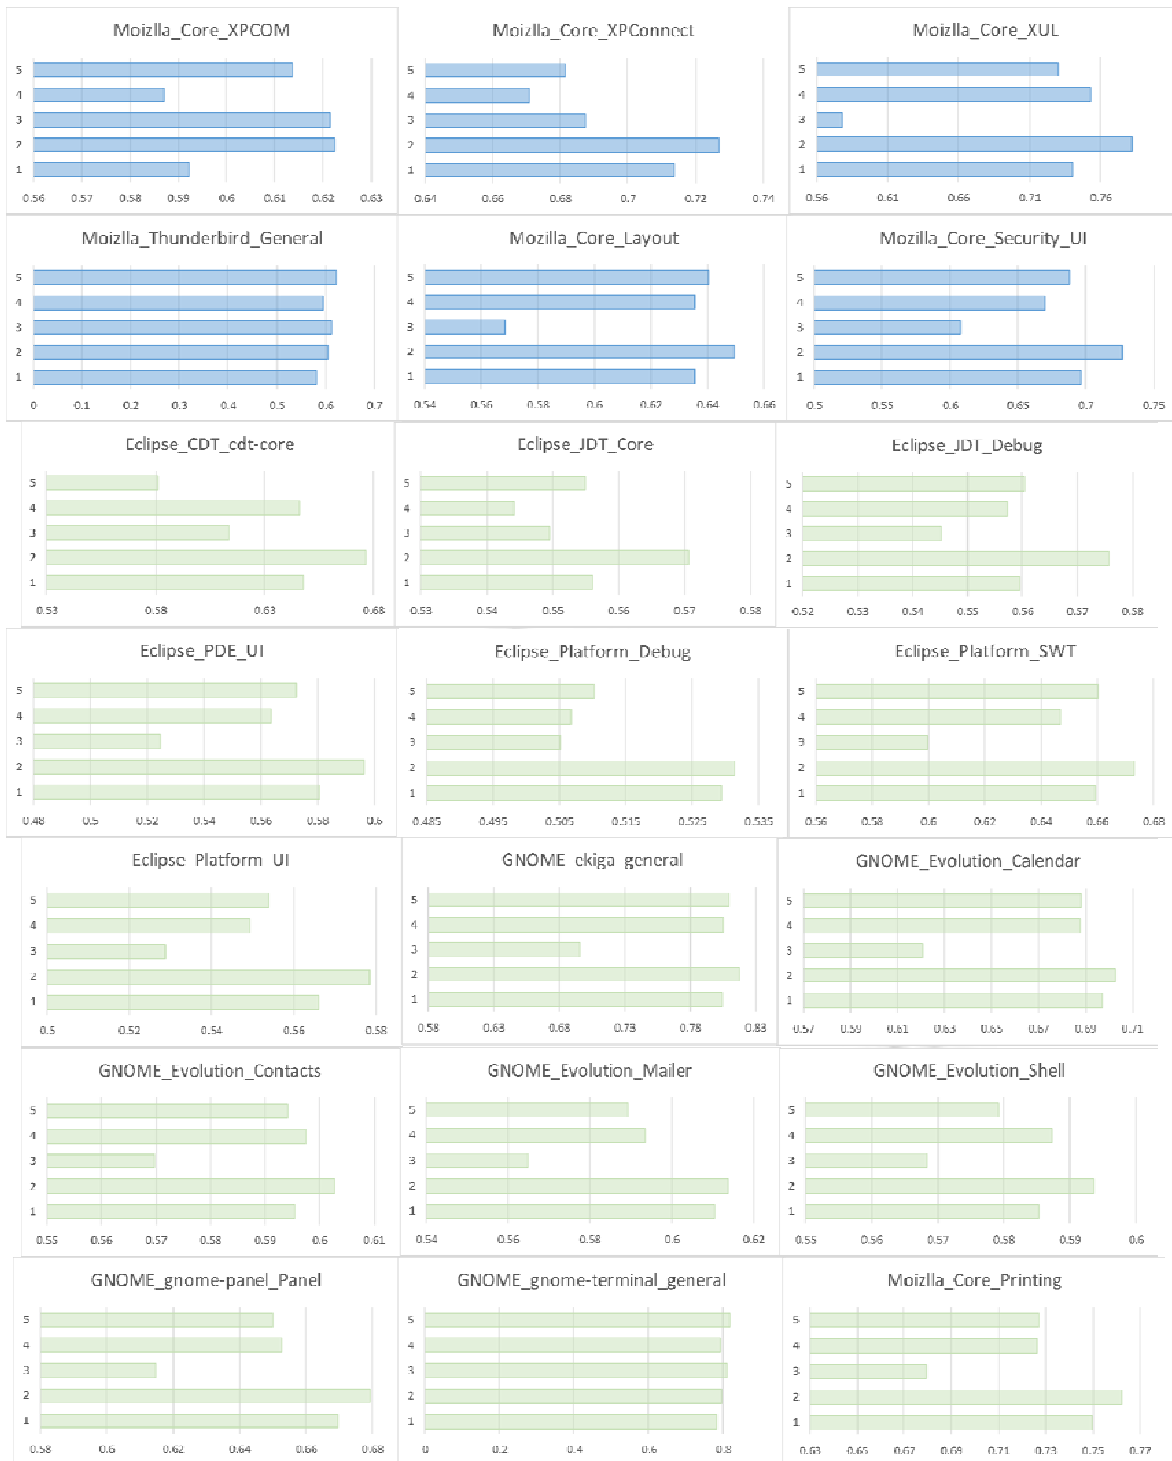 Moizlla_Core_XPCOM
5
4
3
2
1
0.56 0.57 0.58 0.59 0.6 0.61 0.62 0.63
Moizlla_Core_XPConnect
5
4
3
2
1
0.64 0.66 0.68 0.7 0.72 0.74
Moizlla_Core_XUL
5
4
3
2
1
0.56 0.61 0.66 0.71 0.76
Moizlla_Thunderbird_General
5
4
3
2
1
0 0.1 0.2 0.3 0.4 0.5 0.6 0.7
Mozilla_Core_Layout
5
4
3
2
1
0.54 0.56 0.58 0.6 0.62 0.64 0.66
Mozilla_Core_Security_UI
5
4
3
2
1
0.5 0.55 0.6 0.65 0.7 0.75
Eclipse_CDT_cdt-core
5
4
3
2
1
0.53 0.58 0.63 0.68
Eclipse_JDT_Core
5
4
3
2
1
0.53 0.54 0.55 0.56 0.57 0.58
Eclipse_JDT_Debug
5
4
3
2
1
0.52 0.53 0.54 0.55 0.56 0.57 0.58
Eclipse_PDE_UI
5
4
3
2
1
0.48 0.5 0.52 0.54 0.56 0.58 0.6
Eclipse_Platform_Debug
5
4
3
2
1
0.485 0.495 0.505 0.515 0.525 0.535
Eclipse_Platform_SWT
5
4
3
2
1
0.56 0.58 0.6 0.62 0.64 0.66 0.68
Eclipse_Platform_UI
5
4
3
2
1
0.5 0.52 0.54 0.56 0.58
GNOME_ekiga_general
5
4
3
2
1
0.58 0.63 0.68 0.73 0.78 0.83
GNOME_Evolution_Calendar
5
4
3
2
1
0.57 0.59 0.61 0.63 0.65 0.67 0.69 0.71
GNOME_Evolution_Contacts
5
4
3
2
1
0.55 0.56 0.57 0.58 0.59 0.6 0.61
GNOME_Evolution_Mailer
5
4
3
2
1
0.54 0.56 0.58 0.6 0.62
GNOME_Evolution_Shell
5
4
3
2
1
0.55 0.56 0.57 0.58 0.59 0.6
GNOME_gnome-panel_Panel
5
4
3
2
1
0.58 0.6 0.62 0.64 0.66 0.68
GNOME_gnome-terminal_general
5
4
3
2
1
0 0.2 0.4 0.6 0.8
Moizlla_Core_Printing
5
4
3
2
1
0.63 0.65 0.67 0.69 0.71 0.73 0.75 0.77